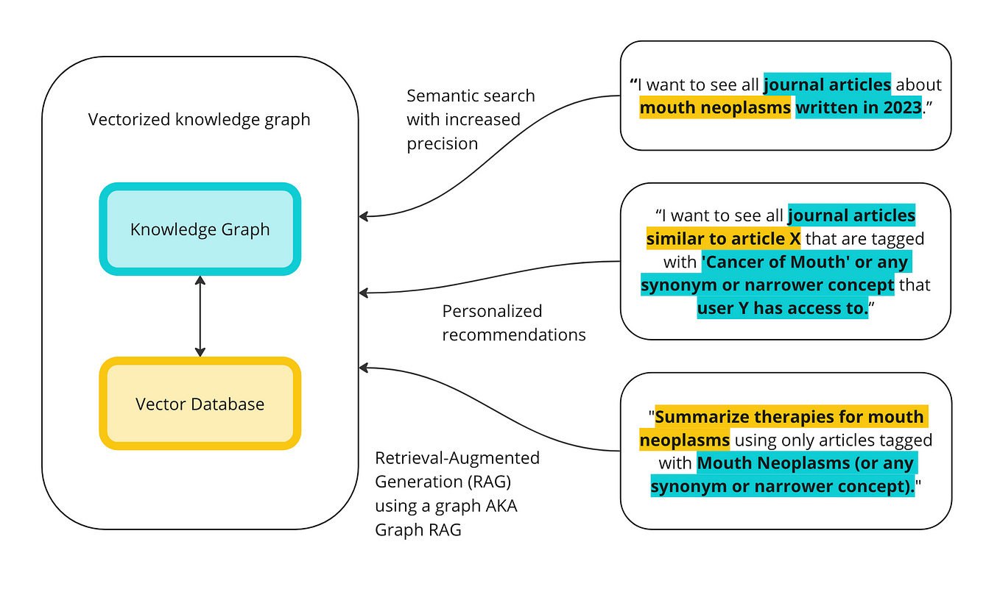 Vectorized knowledge graph
Knowledge Graph
Vector Database
Semantic search
with increased
precision
Personalized
recommendations
Retrieval-Augmented
Generation (RAG)
using a graph AKA
Graph RAG
“I want to see all journal articles about
mouth neoplasms written in 2023.”
“I want to see all journal articles
similar to article X that are tagged
with 'Cancer of Mouth' or any
synonym or narrower concept that
user Y has access to.”
"Summarize therapies for mouth
neoplasms using only articles tagged
with Mouth Neoplasms (or any
synonym or narrower concept)."